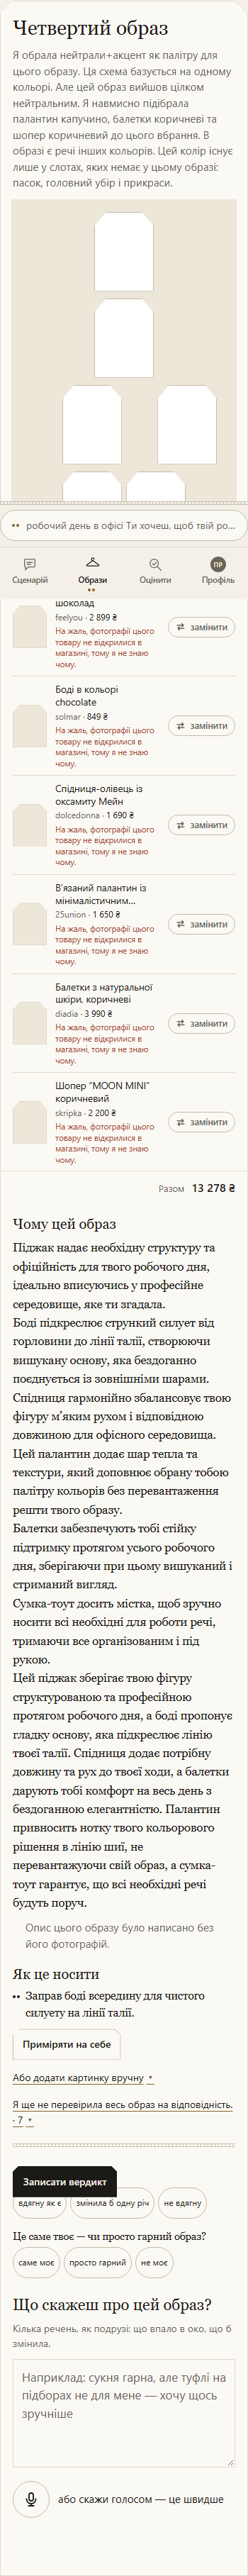 Четвертий образ
Я обрала нейтрали+акцент як палітру для
цього образу. Ця схема базується на одному
кольорі. Але цей образ вийшов цілком
нейтральним. Я навмисно підібрала
палантин капучино, балетки коричневі та
шопер коричневий до цього вбрання. В
образі є речі інших кольорів. Цей колір існує
лише у слотах, яких немає у цьому образі:
пасок, головний убір і прикраси.
робочий день в офісі Ти хочеш, щоб твій ро...
Сценарій
Образи
Оцінити
ПР
Профіль
шоколад
feelyou · 2 899 ₴
На жаль, фотографії цього
товару не відкрилися в
магазині, тому я не знаю
чому.
замінити
Боді в кольорі
chocolate
solmar · 849 ₴
На жаль, фотографії цього
товару не відкрилися в
магазині, тому я не знаю
чому.
замінити
Спідниця-олівець із
оксамиту Мейн
dolcedonna · 1 690 ₴
На жаль, фотографії цього
товару не відкрилися в
магазині, тому я не знаю
чому.
замінити
В'язаний палантин із
мінімалістичним...
25union · 1 650 ₴
На жаль, фотографії цього
товару не відкрилися в
магазині, тому я не знаю
чому.
замінити
Балетки з натуральної
шкіри, коричневі
diadia · 3 990 ₴
На жаль, фотографії цього
товару не відкрилися в
магазині, тому я не знаю
чому.
замінити
Шопер "MOON MINI"
коричневий
skripka · 2 200 ₴
На жаль, фотографії цього
товару не відкрилися в
магазині, тому я не знаю
чому.
замінити
Разом 13 278 ₴
Чому цей образ
Піджак надає необхідну структуру та
офіційність для твого робочого дня,
ідеально вписуючись у професійне
середовище, яке ти згадала.
Боді підкреслює стрункий силует від
горловини до лінії талії, створюючи
вишукану основу, яка бездоганно
поєднується із зовнішніми шарами.
Спідниця гармонійно збалансовує твою
фігуру м'яким рухом і відповідною
довжиною для офісного середовища.
Цей палантин додає шар тепла та
текстури, який доповнює обрану тобою
палітру кольорів без перевантаження
решти твого образу.
Балетки забезпечують тобі стійку
підтримку протягом усього робочого
дня, зберігаючи при цьому вишуканий і
стриманий вигляд.
Сумка-тоут досить містка, щоб зручно
носити всі необхідні для роботи речі,
тримаючи все організованим і під
рукою.
Цей піджак зберігає твою фігуру
структурованою та професійною
протягом робочого дня, а боді пропонує
гладку основу, яка підкреслює лінію
твоєї талії. Спідниця додає потрібну
довжину та рух до твоєї ходи, а балетки
дарують тобі комфорт на весь день з
бездоганною елегантністю. Палантин
привносить нотку твого кольорового
рішення в лінію шиї, не
перевантажуючи свій образ, а сумка-
тоут гарантує, що всі необхідні речі
будуть поруч.
Опис цього образу було написано без
його фотографій.
Як це носити
Заправ боді всередину для чистого
силуету на лінії талії.
Приміряти на себе
Або додати картинку вручну
Я ще не перевірила весь образ на відповідність.
· 7
Записати вердикт
вдягну як є
змінила б одну річ
не вдягну
Це саме твоє — чи просто гарний образ?
саме моє
просто гарний
не моє
Що скажеш про цей образ?
Кілька речень, як подрузі: що впало в око, що б
змінила.
Наприклад: сукня гарна, але туфлі на
підборах не для мене — хочу щось
зручніше
або скажи голосом — це швидше